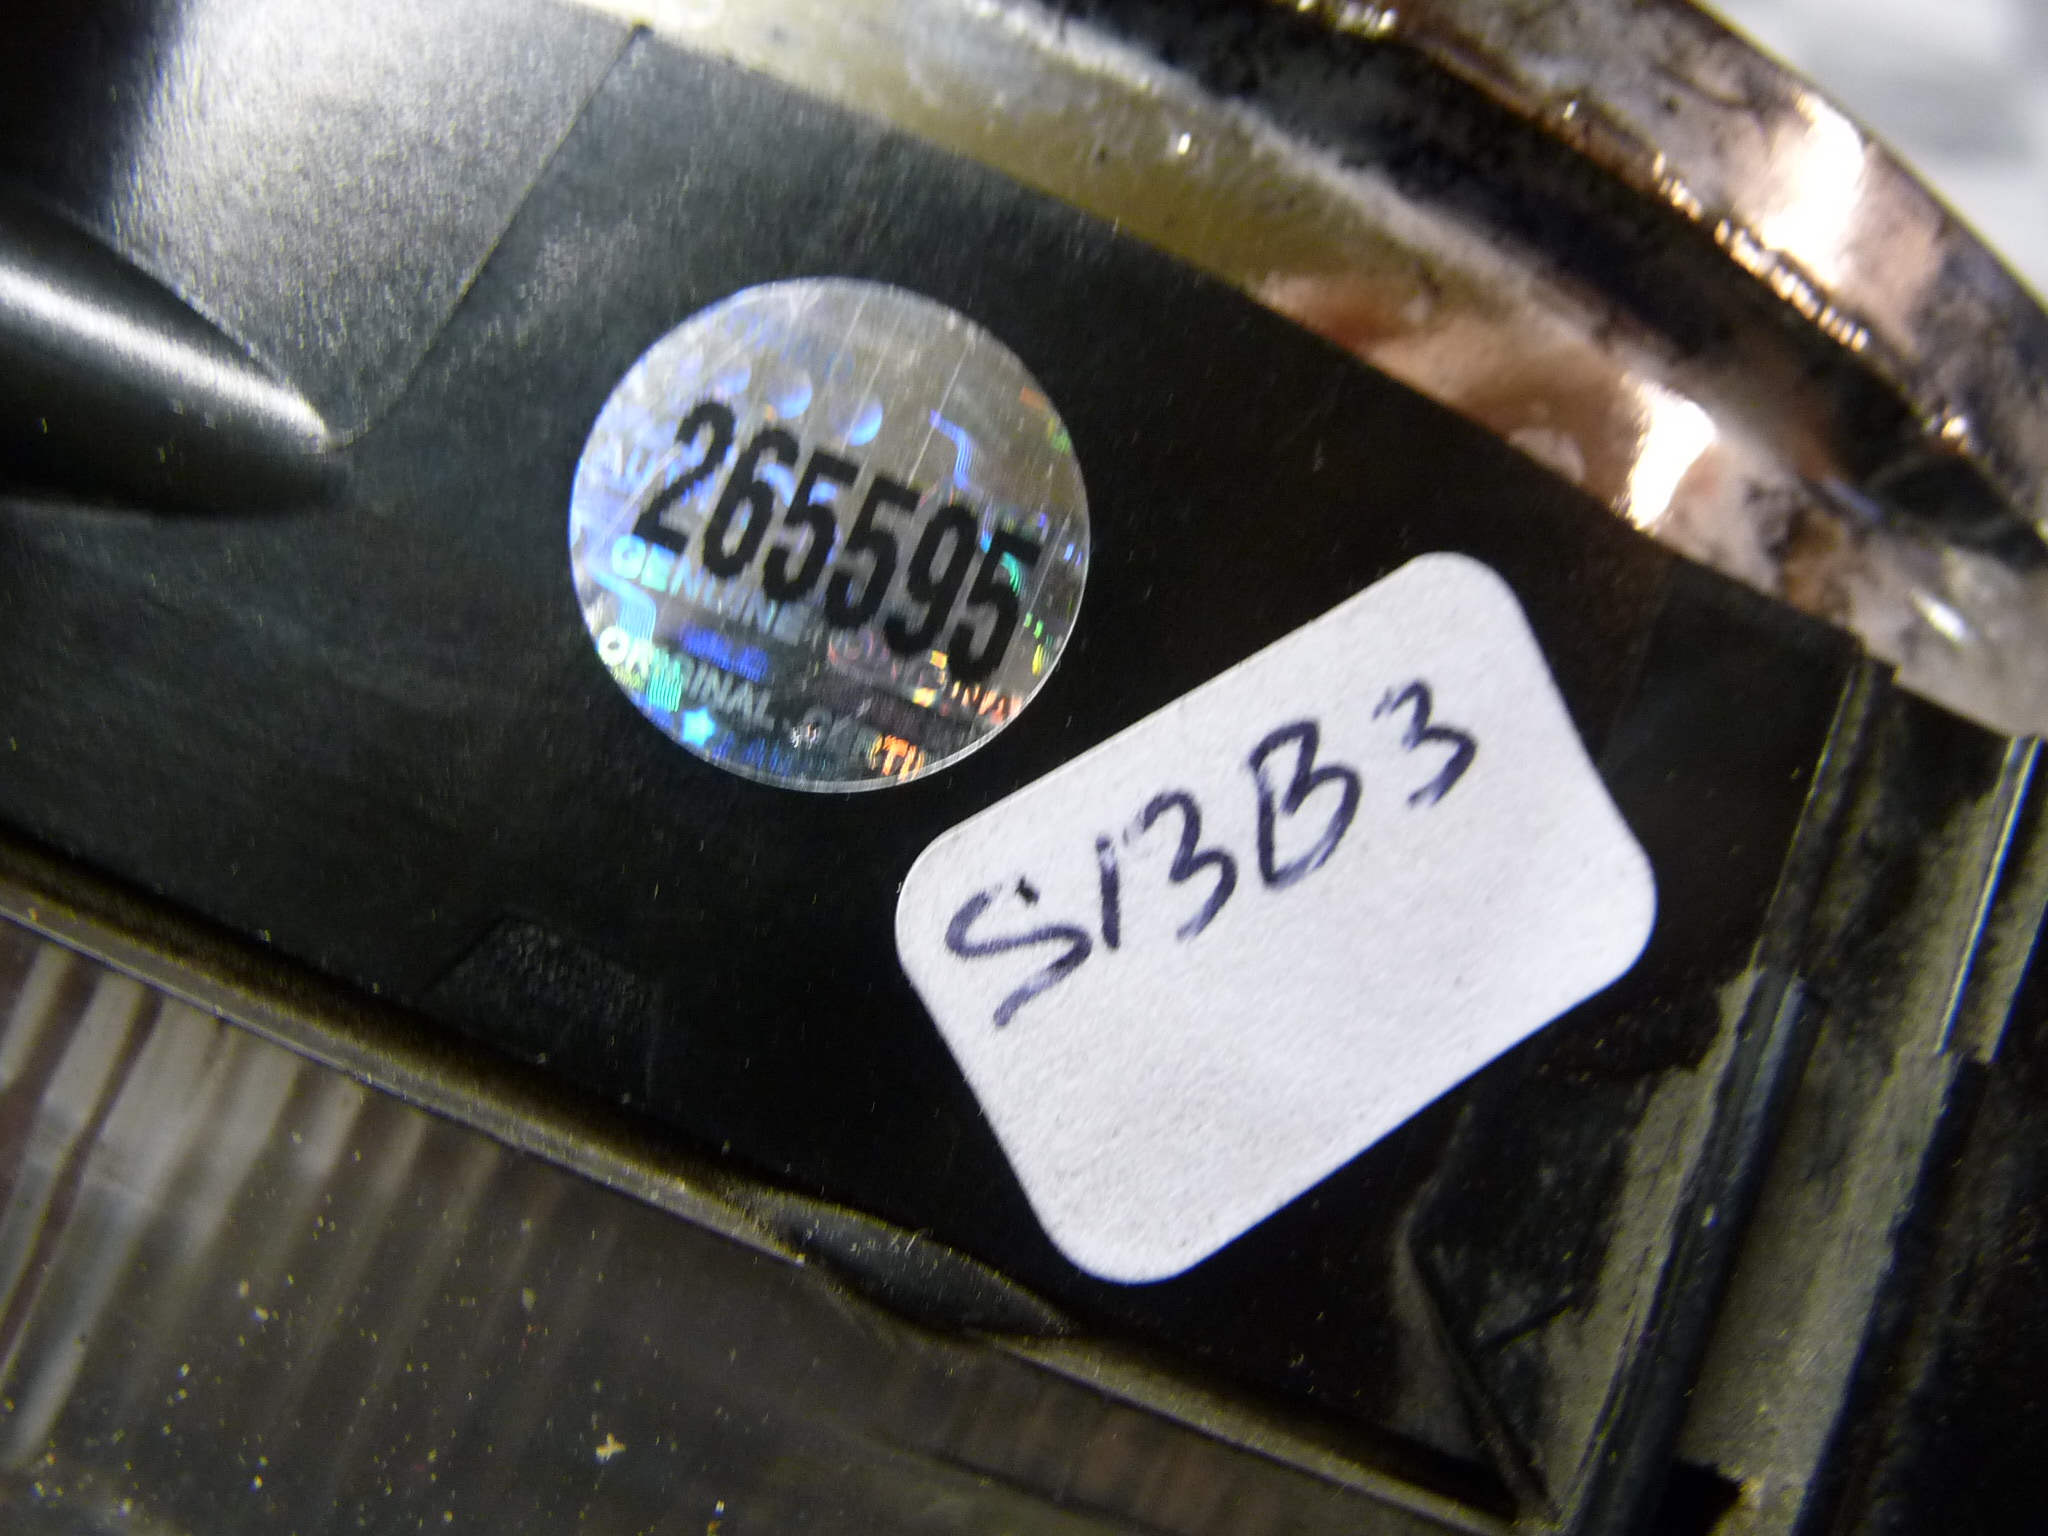 265595
GENUINE
ORIGINAL
S13B3